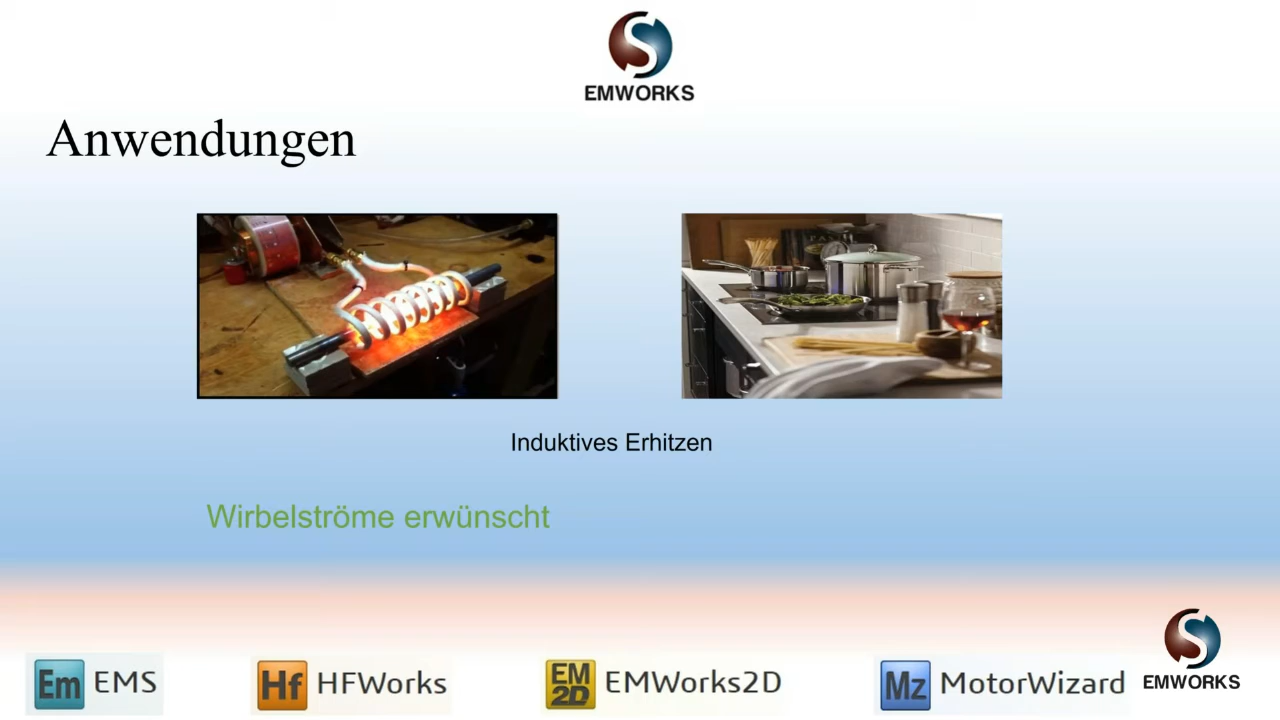 EMWORKS
Anwendungen
Induktives Erhitzen
Wirbelströme erwünscht
Em EMS
Hf HFWorks
EM 2D EMWorks2D
Mz MotorWizard
EMWORKS